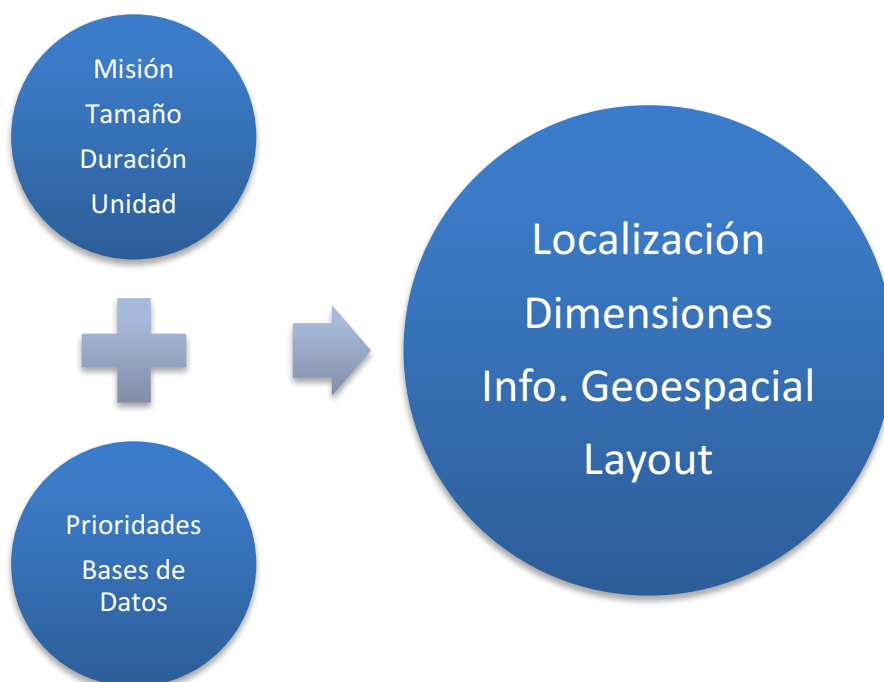 Misión
Tamaño
Duración
Unidad
Prioridades
Bases de
Datos
Localización
Dimensiones
Info. Geoespacial
Layout